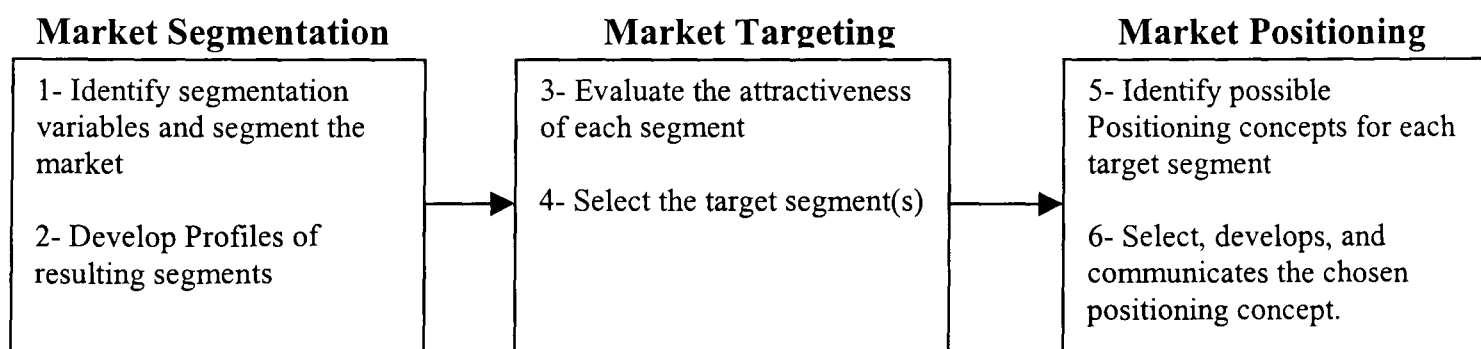 Market Segmentation
1- Identify segmentation
variables and segment the
market
2- Develop Profiles of
resulting segments
Market Targeting
3- Evaluate the attractiveness
of each segment
4- Select the target segment(s)
Market Positioning
5- Identify possible
Positioning concepts for each
target segment
6- Select, develops, and
communicates the chosen
positioning concept.